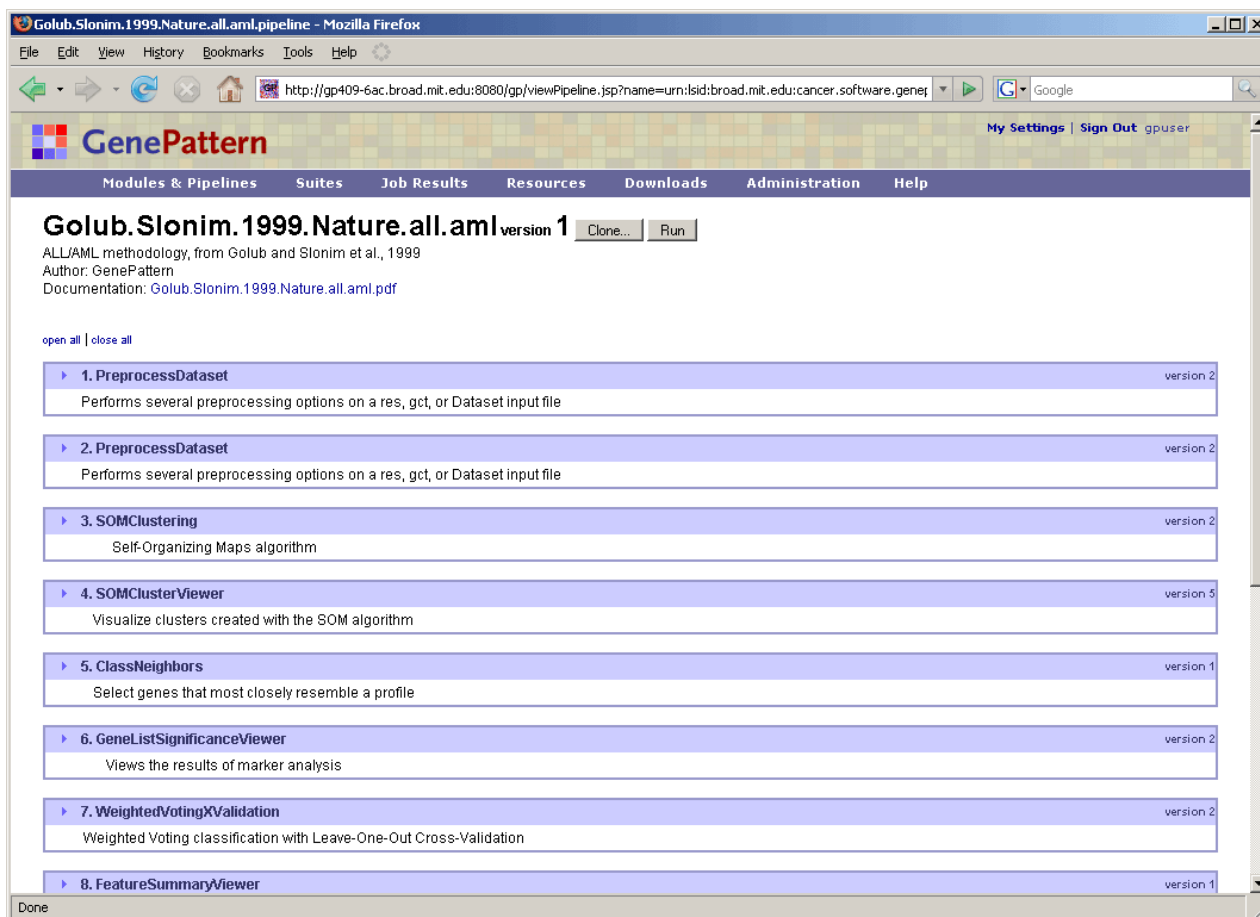 Golub.Slonim.1999.Nature.all.aml.pipeline - Mozilla Firefox
File Edit View History Bookmarks Tools Help
http://gp409-6ac.broad.mit.edu:8080/gp/viewPipeline.jsp?name=urn:lsid:broad.mit.edu:cancer.software.genep
G Google
GenePattern
My Settings | Sign Out gpuser
Modules & Pipelines Suites Job Results Resources Downloads Administration Help
Golub.Slonim.1999.Nature.all.aml version 1 Clone... Run
ALL/AML methodology, from Golub and Slonim et al., 1999
Author: GenePattern
Documentation: Golub.Slonim.1999.Nature.all.aml.pdf
open all | close all
1. PreprocessDataset version 2
Performs several preprocessing options on a res, gct, or Dataset input file
2. PreprocessDataset version 2
Performs several preprocessing options on a res, gct, or Dataset input file
3. SOMClustering version 2
Self-Organizing Maps algorithm
4. SOMClusterViewer version 5
Visualize clusters created with the SOM algorithm
5. ClassNeighbors version 1
Select genes that most closely resemble a profile
6. GeneListSignificanceViewer version 2
Views the results of marker analysis
7. WeightedVotingXValidation version 2
Weighted Voting classification with Leave-One-Out Cross-Validation
8. FeatureSummaryViewer version 1
Done